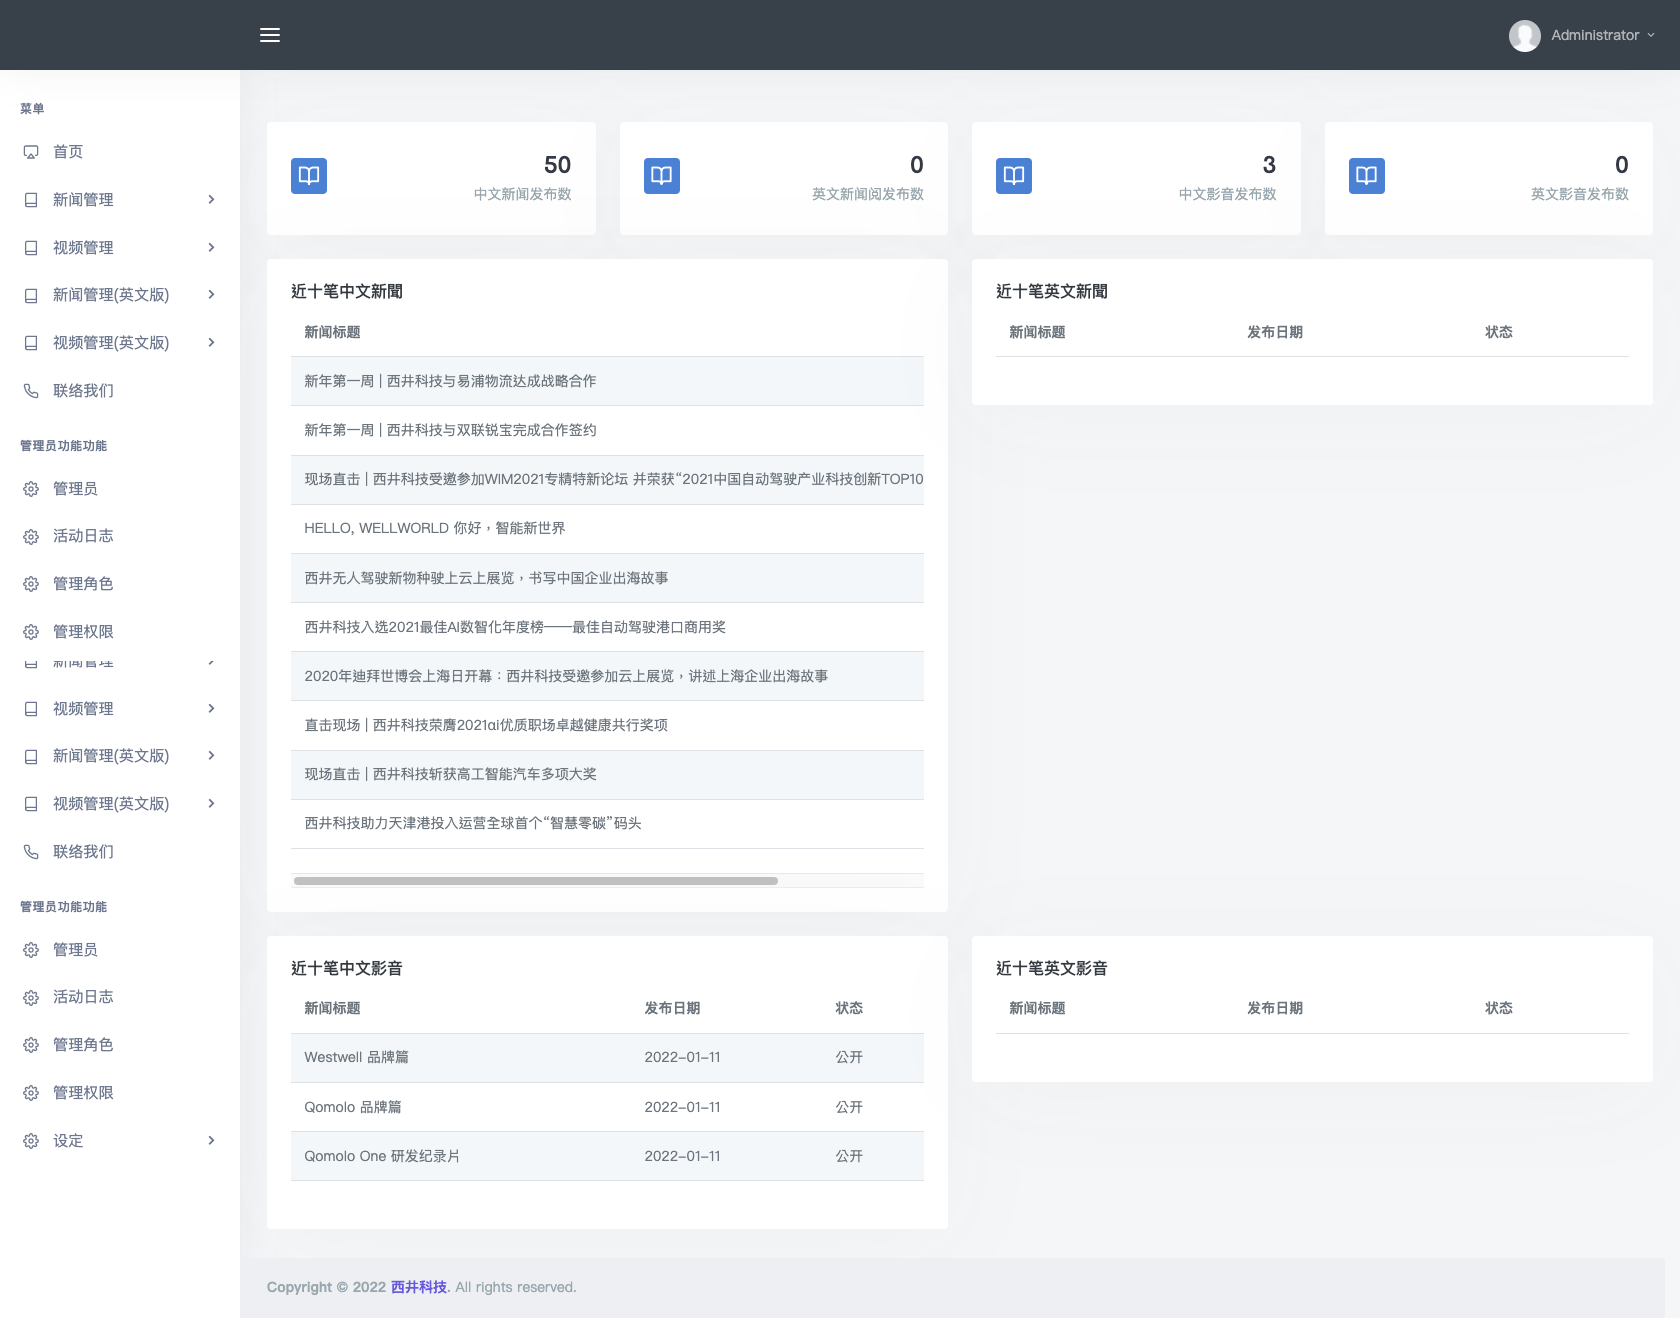 Administrator
菜单
首页
新闻管理
视频管理
新闻管理(英文版)
视频管理(英文版)
联络我们
管理员功能功能
管理员
活动日志
管理角色
管理权限
新闻管理
视频管理
新闻管理(英文版)
视频管理(英文版)
联络我们
管理员功能功能
管理员
活动日志
管理角色
管理权限
设定
50
中文新闻发布数
0
英文新闻阅发布数
3
中文影音发布数
0
英文影音发布数
近十笔中文新聞
新闻标题
新年第一周 | 西井科技与易浦物流达成战略合作
新年第一周 | 西井科技与双联锐宝完成合作签约
现场直击 | 西井科技受邀参加WIM2021专精特新论坛 并荣获“2021中国自动驾驶产业科技创新TOP10
HELLO, WELLWORLD 你好，智能新世界
西井无人驾驶新物种驶上云上展览，书写中国企业出海故事
西井科技入选2021最佳AI数智化年度榜——最佳自动驾驶港口商用奖
2020年迪拜世博会上海日开幕：西井科技受邀参加云上展览，讲述上海企业出海故事
直击现场 | 西井科技荣膺2021ai优质职场卓越健康共行奖项
现场直击 | 西井科技斩获高工智能汽车多项大奖
西井科技助力天津港投入运营全球首个“智慧零碳”码头
近十笔英文新聞
新闻标题 发布日期 状态
近十笔中文影音
新闻标题 发布日期 状态
Westwell 品牌篇 2022-01-11 公开
Qomolo 品牌篇 2022-01-11 公开
Qomolo One 研发纪录片 2022-01-11 公开
近十笔英文影音
新闻标题 发布日期 状态
Copyright © 2022 西井科技. All rights reserved.